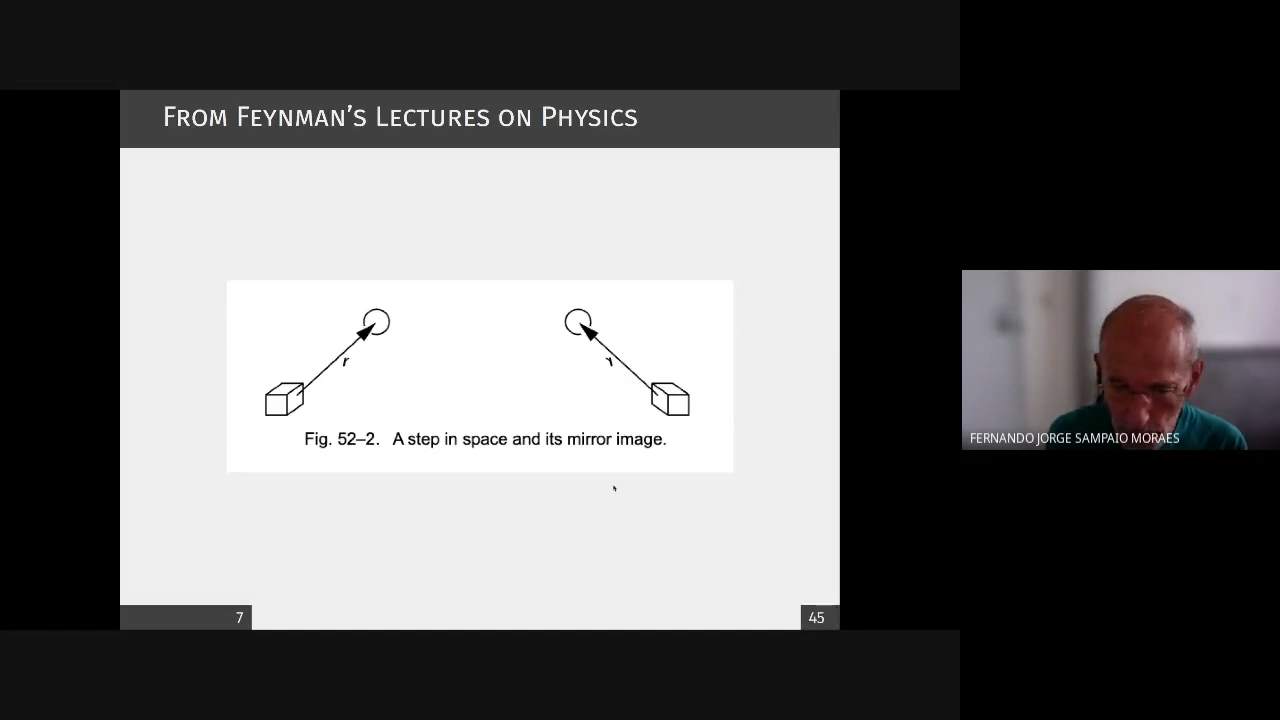 From Feynman's Lectures on Physics
r
r
Fig. 52–2. A step in space and its mirror image.
7
45
FERNANDO JORGE SAMPAIO MORAES